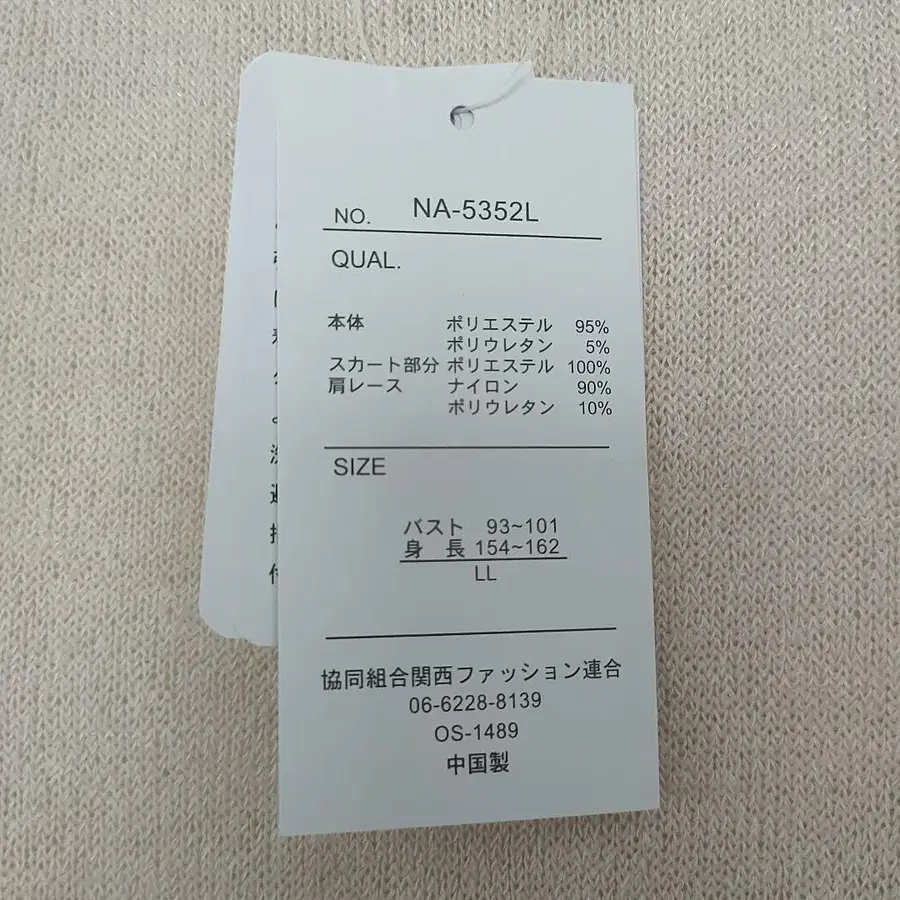 NO. NA-5352L
QUAL.
本体 ポリエステル 95%
ポリウレタン 5%
スカート部分 ポリエステル 100%
肩レース ナイロン 90%
ポリウレタン 10%
SIZE
バスト 93~101
身 長 154~162
LL
協同組合関西ファッション連合
06-6228-8139
OS-1489
中国製